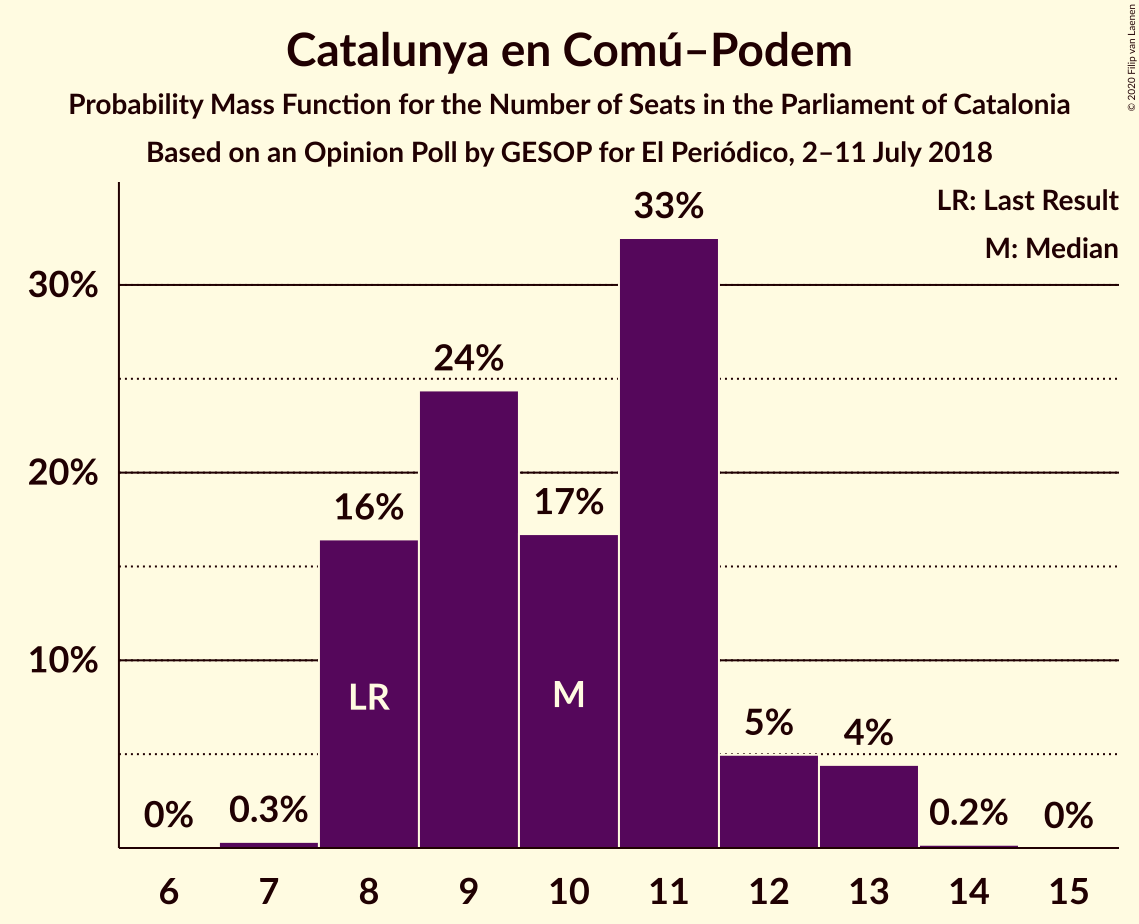 Catalunya en Comú–Podem
Probability Mass Function for the Number of Seats in the Parliament of Catalonia
Based on an Opinion Poll by GESOP for El Periódico, 2–11 July 2018
© 2020 Filip van Laenen
LR: Last Result
M: Median
33%
30%
24%
20%
16%
17%
10%
LR
M
5%
4%
0%
0.3%
0.2%
0%
6 7 8 9 10 11 12 13 14 15